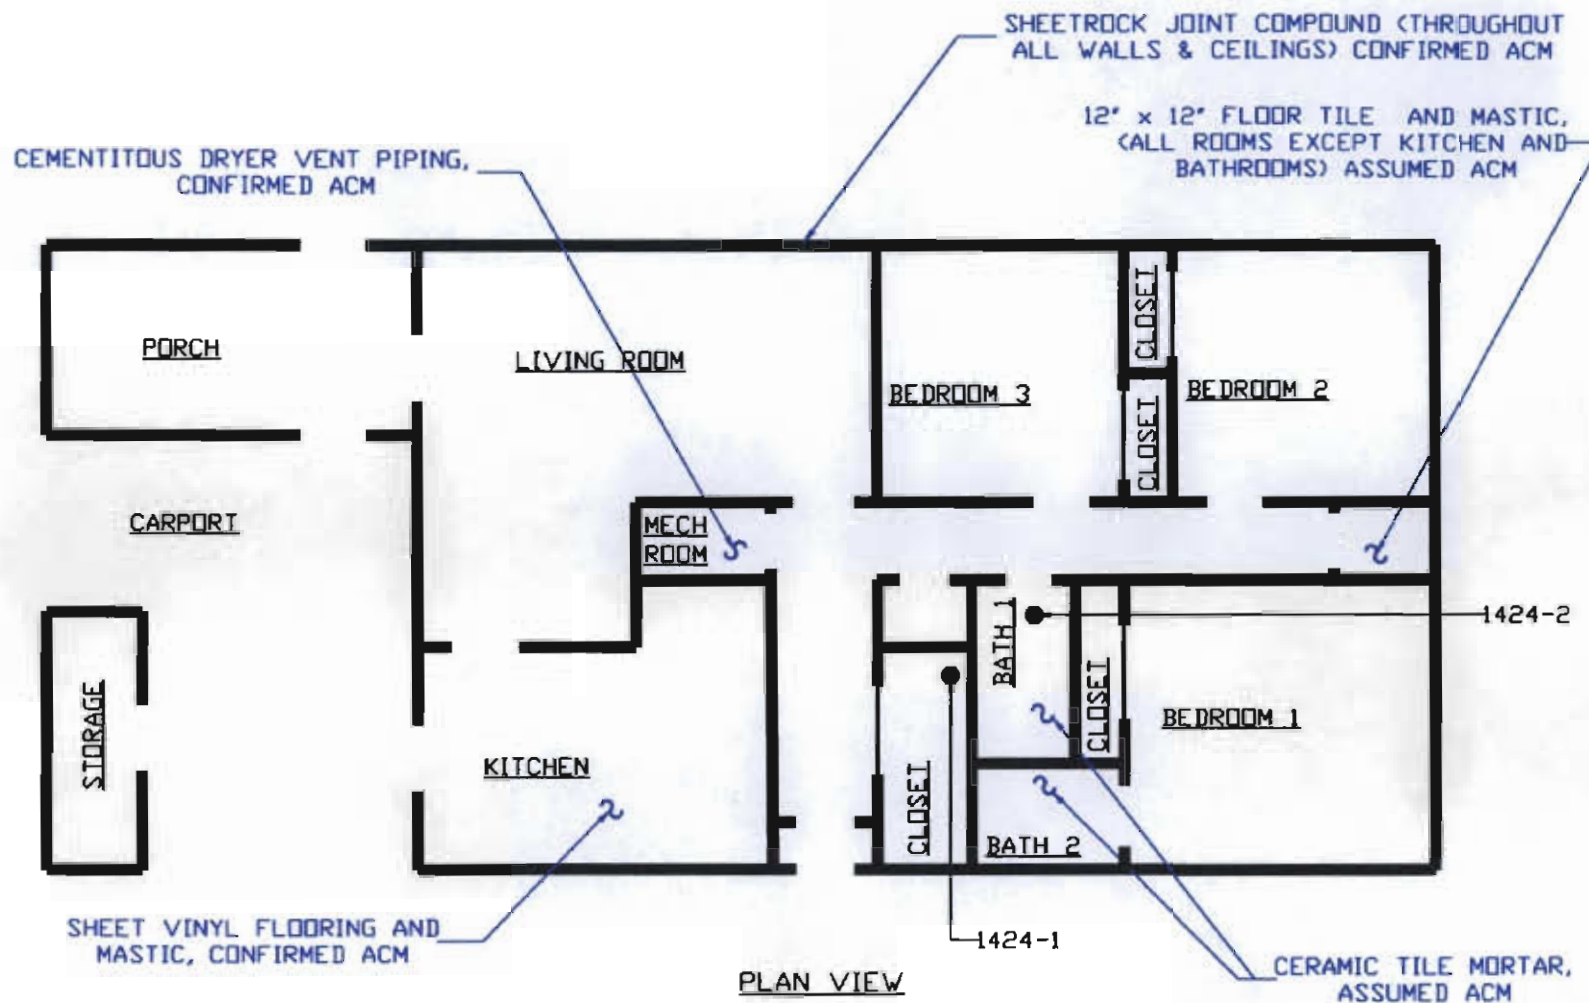 SHEETROCK JOINT COMPOUND (THROUGHOUT
ALL WALLS & CEILINGS) CONFIRMED ACM
12" x 12" FLOOR TILE AND MASTIC,
(ALL ROOMS EXCEPT KITCHEN AND
BATHROOMS) ASSUMED ACM
CEMENTITOUS DRYER VENT PIPING,
CONFIRMED ACM
PORCH
LIVING ROOM
BEDROOM 3
CLOSET
CLOSET
BEDROOM 2
CARPORT
MECH
ROOM
BATH 1
1424-2
STORAGE
KITCHEN
CLOSET
CLOSET
BEDROOM 1
BATH 2
SHEET VINYL FLOORING AND
MASTIC, CONFIRMED ACM
1424-1
CERAMIC TILE MORTAR,
ASSUMED ACM
PLAN VIEW